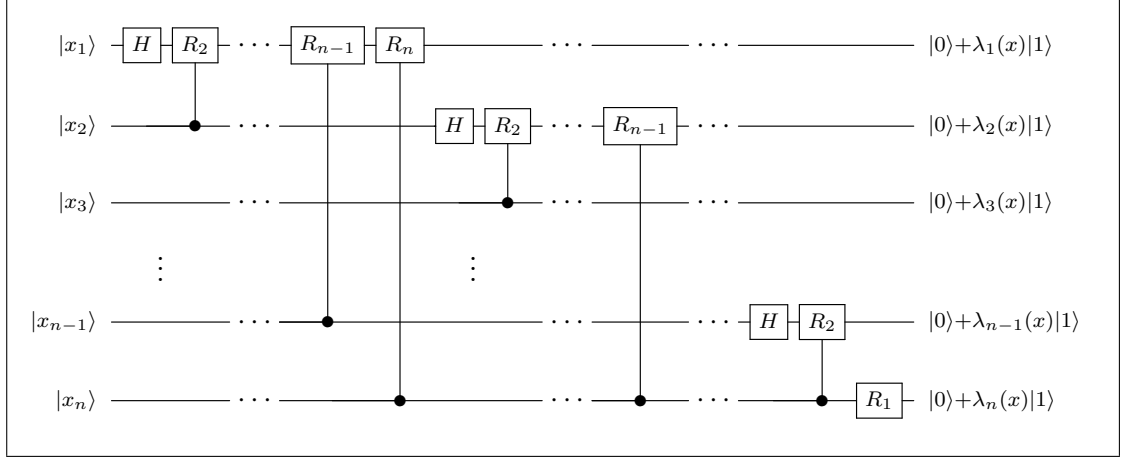 |x₁⟩ H R₂ ··· Rₙ₋₁ Rₙ ··· ··· |0⟩+λ₁(x)|1⟩
|x₂⟩ ··· H R₂ ··· Rₙ₋₁ ··· |0⟩+λ₂(x)|1⟩
|x₃⟩ ··· ··· ··· |0⟩+λ₃(x)|1⟩
⋮ ⋮
|xₙ₋₁⟩ ··· ··· ··· H R₂ |0⟩+λₙ₋₁(x)|1⟩
|xₙ⟩ ··· ··· ··· R₁ |0⟩+λₙ(x)|1⟩